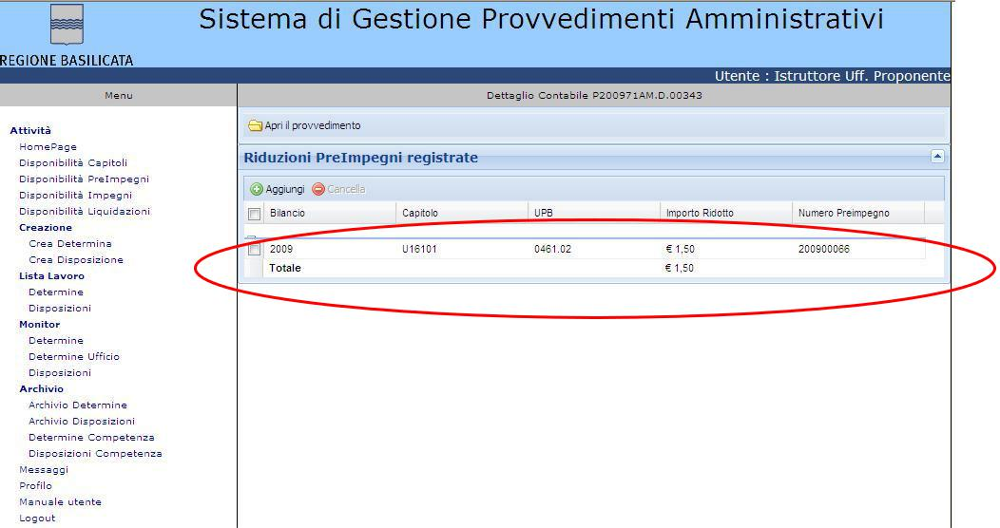 Sistema di Gestione Provvedimenti Amministrativi
REGIONE BASILICATA
Utente : Istruttore Uff. Proponente
Menu
Attività
HomePage
Disponibilità Capitoli
Disponibilità PreImpegni
Disponibilità Impegni
Disponibilità Liquidazioni
Creazione
Crea Determina
Crea Disposizione
Lista Lavoro
Determine
Disposizioni
Monitor
Determine
Determine Ufficio
Disposizioni
Archivio
Archivio Determine
Archivio Disposizioni
Determine Competenza
Disposizioni Competenza
Messaggi
Profilo
Manuale utente
Logout
Dettaglio Contabile P200971AM.D.00343
Apri il provvedimento
Riduzioni PreImpegni registrate
Aggiungi Cancella
Bilancio Capitolo UPB Importo Ridotto Numero Preimpegno
2009 U16101 0461.02 € 1,50 200900066
Totale € 1,50